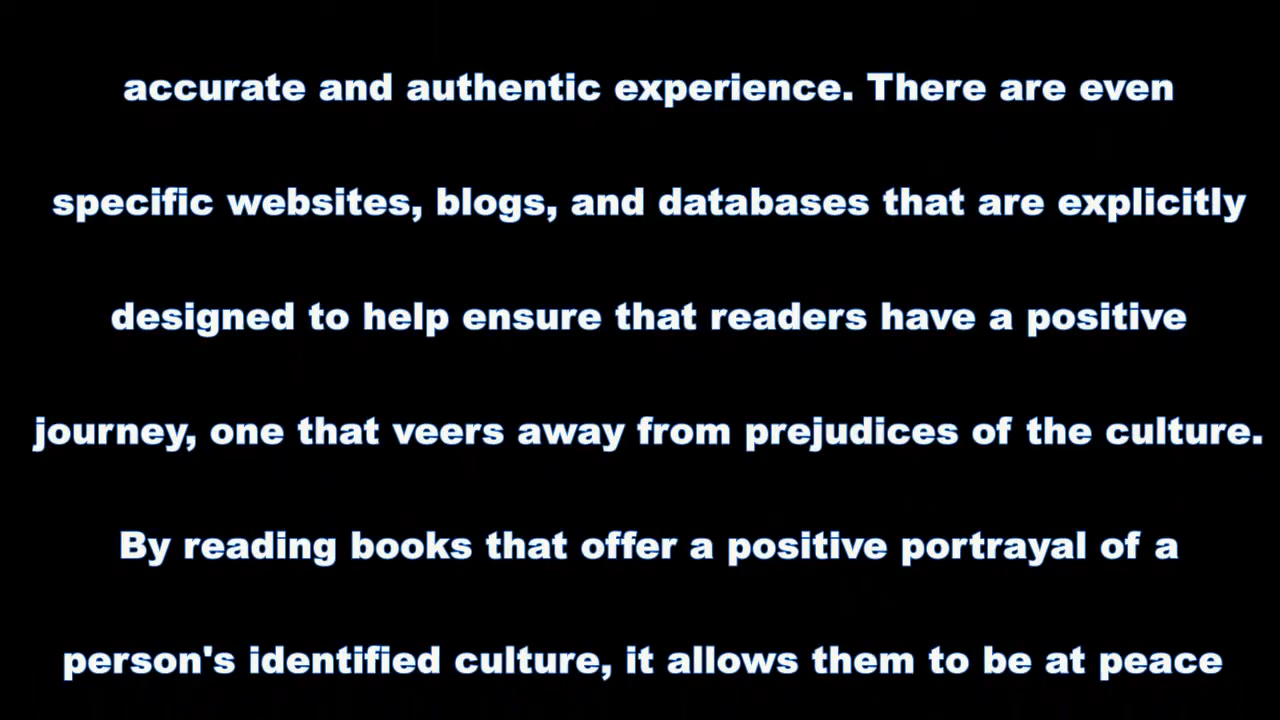 accurate and authentic experience. There are even
specific websites, blogs, and databases that are explicitly
designed to help ensure that readers have a positive
journey, one that veers away from prejudices of the culture.
By reading books that offer a positive portrayal of a
person's identified culture, it allows them to be at peace